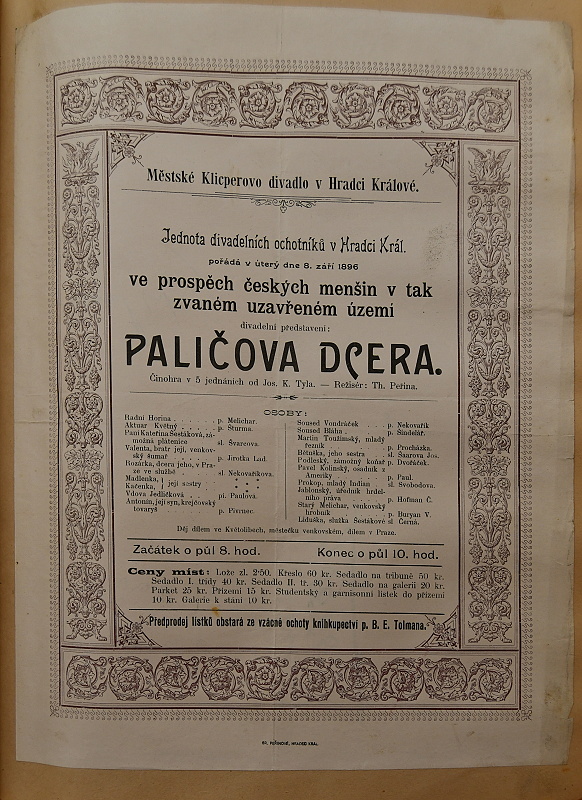 Městské Klicperovo divadlo v Hradci Králové.
Jednota divadelních ochotníků v Hradci Král.
pořádá v úterý dne 8. září 1896
ve prospěch českých menšin v tak
zvaném uzavřeném území
divadelní představení:
PALIČOVA DCERA.
Činohra v 5 jednáních od Jos. K. Tyla. — Režisér: Th. Peřina.
OSOBY:
Radní Horina . . . . . p. Melichar.
Aktuar Květný . . . . . p. Šturma.
Paní Kateřina Šestáková, zá-
možná plátenice . . sl. Švarcova.
Valenta, bratr její, venkov-
ský šumař . . . . p. Jirotka Lad.
Rozárka, dcera jeho, v Pra-
ze ve službě . . . sl. Nekovaříkova.
Madlenka, } její sestry . . * * *
Kačenka, } * * *
Vdova Jedličková . . . pí. Paulova.
Antonín, její syn, krejčovský
tovaryš . . . . . p. Pivrnec.
Soused Vondráček . . . p. Nekovařík
Soused Bláha . . . . . p. Šindelář.
Martin Toužimský, mladý
řezník . . . . . p. Procházka.
Bětuška, jeho sestra . . sl. Saarova Jos.
Podleský, zámožný koňař p. Dvořáček.
Pavel Kolínský, osadník z
Ameriky . . . . p. Paul.
Prokop, mladý Indian . sl. Svobodova.
Jablonský, úředník hrdel-
ního práva . . . . p. Hofman Č.
Starý Melichar, venkovský
hrobník . . . . . p. Buryan V.
Liduška, služka Šestákové sl. Černá.
Děj dílem ve Květolibech, městečku venkovském, dílem v Praze.
Začátek o půl 8. hod. Konec o půl 10. hod.
Ceny míst: Lože zl. 2·50. Křeslo 60 kr. Sedadlo na tribuně 50 kr.
Sedadlo I. třídy 40 kr. Sedadlo II. tř. 30 kr. Sedadlo na galerii 20 kr.
Parket 25 kr. Přízemí 15 kr. Studentský a garnisonní lístek do přízemí
10 kr. Galerie k stání 10 kr.
Předprodej lístků obstará ze vzácné ochoty knihkupectví p. B. E. Tolmana.
BŘ. PEŘINOVÉ, HRADEC KRÁL.